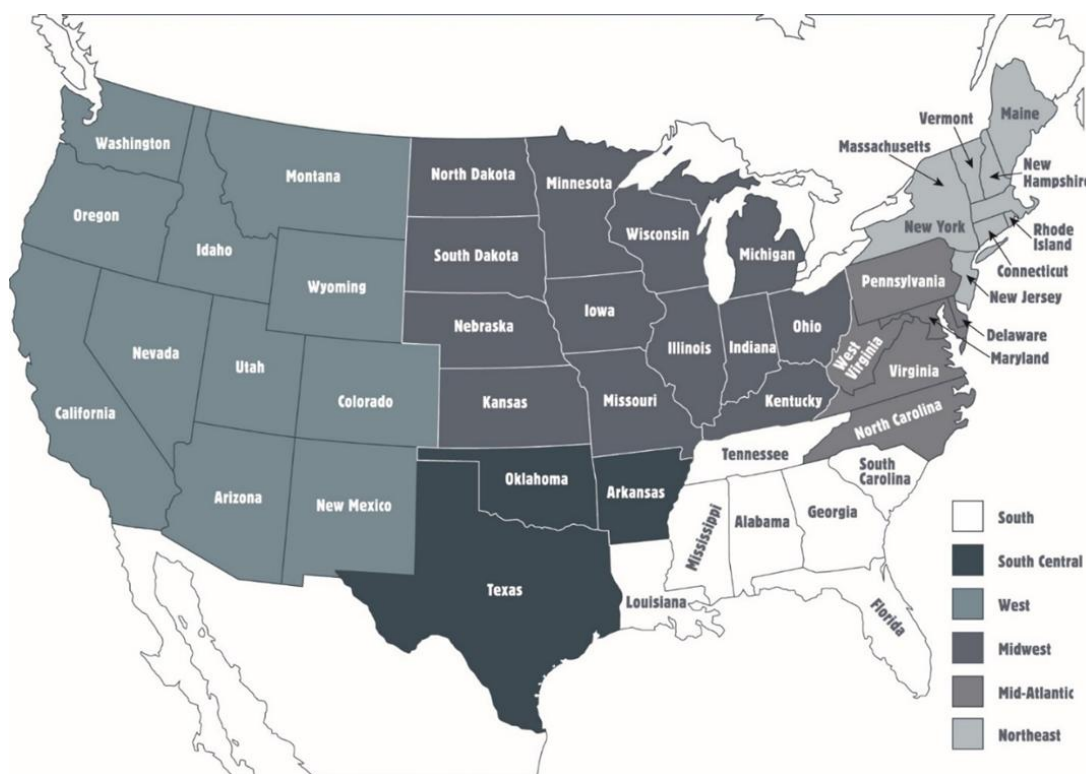 Maine
Vermont
Massachusetts
New
Hampshire
Washington
Montana
North Dakota
Minnesota
Oregon
Idaho
New York
Rhode
Island
Wisconsin
South Dakota
Michigan
Connecticut
Wyoming
Pennsylvania
New Jersey
Nebraska
Iowa
Ohio
Delaware
Nevada
Utah
Illinois
Indiana
West
Virginia
Maryland
Virginia
California
Colorado
Kansas
Missouri
Kentucky
North Carolina
Tennessee
South
Carolina
Oklahoma
Arkansas
Arizona
New Mexico
Mississippi
Alabama
Georgia
Texas
Louisiana
Florida
South
South Central
West
Midwest
Mid-Atlantic
Northeast